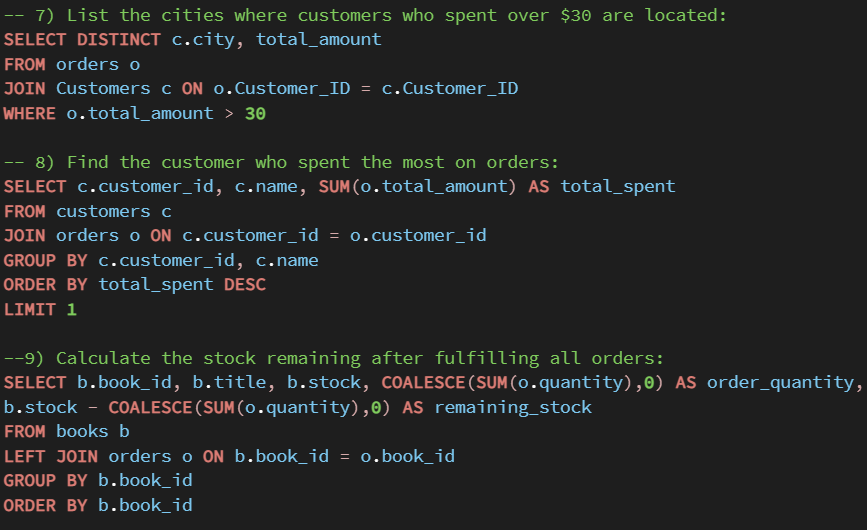 -- 7) List the cities where customers who spent over $30 are located:
SELECT DISTINCT c.city, total_amount
FROM orders o
JOIN Customers c ON o.Customer_ID = c.Customer_ID
WHERE o.total_amount > 30
-- 8) Find the customer who spent the most on orders:
SELECT c.customer_id, c.name, SUM(o.total_amount) AS total_spent
FROM customers c
JOIN orders o ON c.customer_id = o.customer_id
GROUP BY c.customer_id, c.name
ORDER BY total_spent DESC
LIMIT 1
--9) Calculate the stock remaining after fulfilling all orders:
SELECT b.book_id, b.title, b.stock, COALESCE(SUM(o.quantity),0) AS order_quantity,
b.stock - COALESCE(SUM(o.quantity),0) AS remaining_stock
FROM books b
LEFT JOIN orders o ON b.book_id = o.book_id
GROUP BY b.book_id
ORDER BY b.book_id